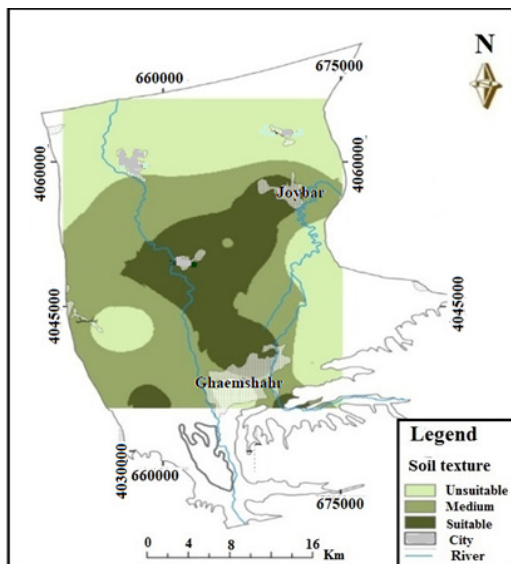 N
660000
675000
4060000
4060000
Joybar
4045000
4045000
Ghaemshahr
4030000
660000
675000
Legend
Soil texture
Unsuitable
Medium
Suitable
City
River
0 4 8 12 16
Km